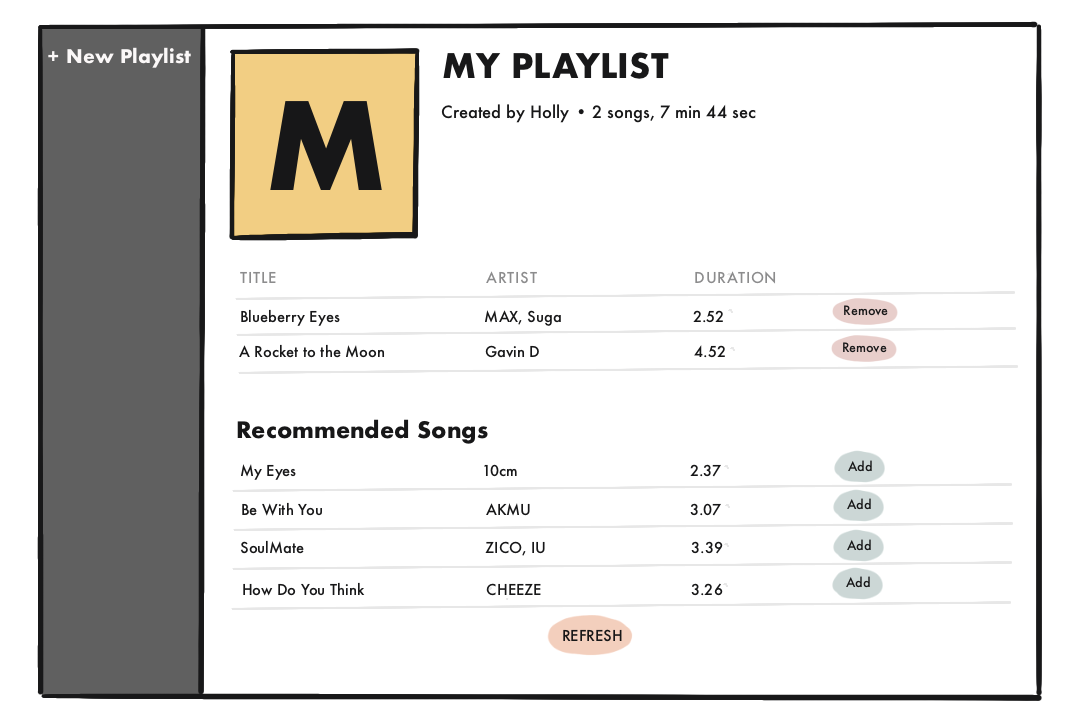 + New Playlist
M
MY PLAYLIST
Created by Holly • 2 songs, 7 min 44 sec
TITLE ARTIST DURATION
Blueberry Eyes MAX, Suga 2.52 Remove
A Rocket to the Moon Gavin D 4.52 Remove
Recommended Songs
My Eyes 10cm 2.37 Add
Be With You AKMU 3.07 Add
SoulMate ZICO, IU 3.39 Add
How Do You Think CHEEZE 3.26 Add
REFRESH